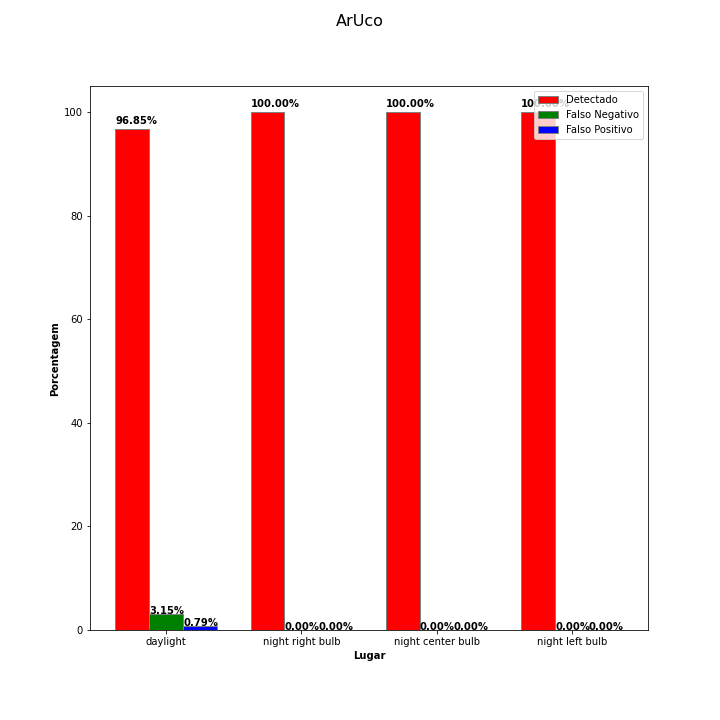 ArUco
Detectado
Falso Negativo
Falso Positivo
96.85%
100.00%
100.00%
3.15%
0.79%
0.00%
0.00%
0.00%
0.00%
0.00%
0.00%
100
80
60
40
20
0
Porcentagem
daylight
night right bulb
night center bulb
night left bulb
Lugar